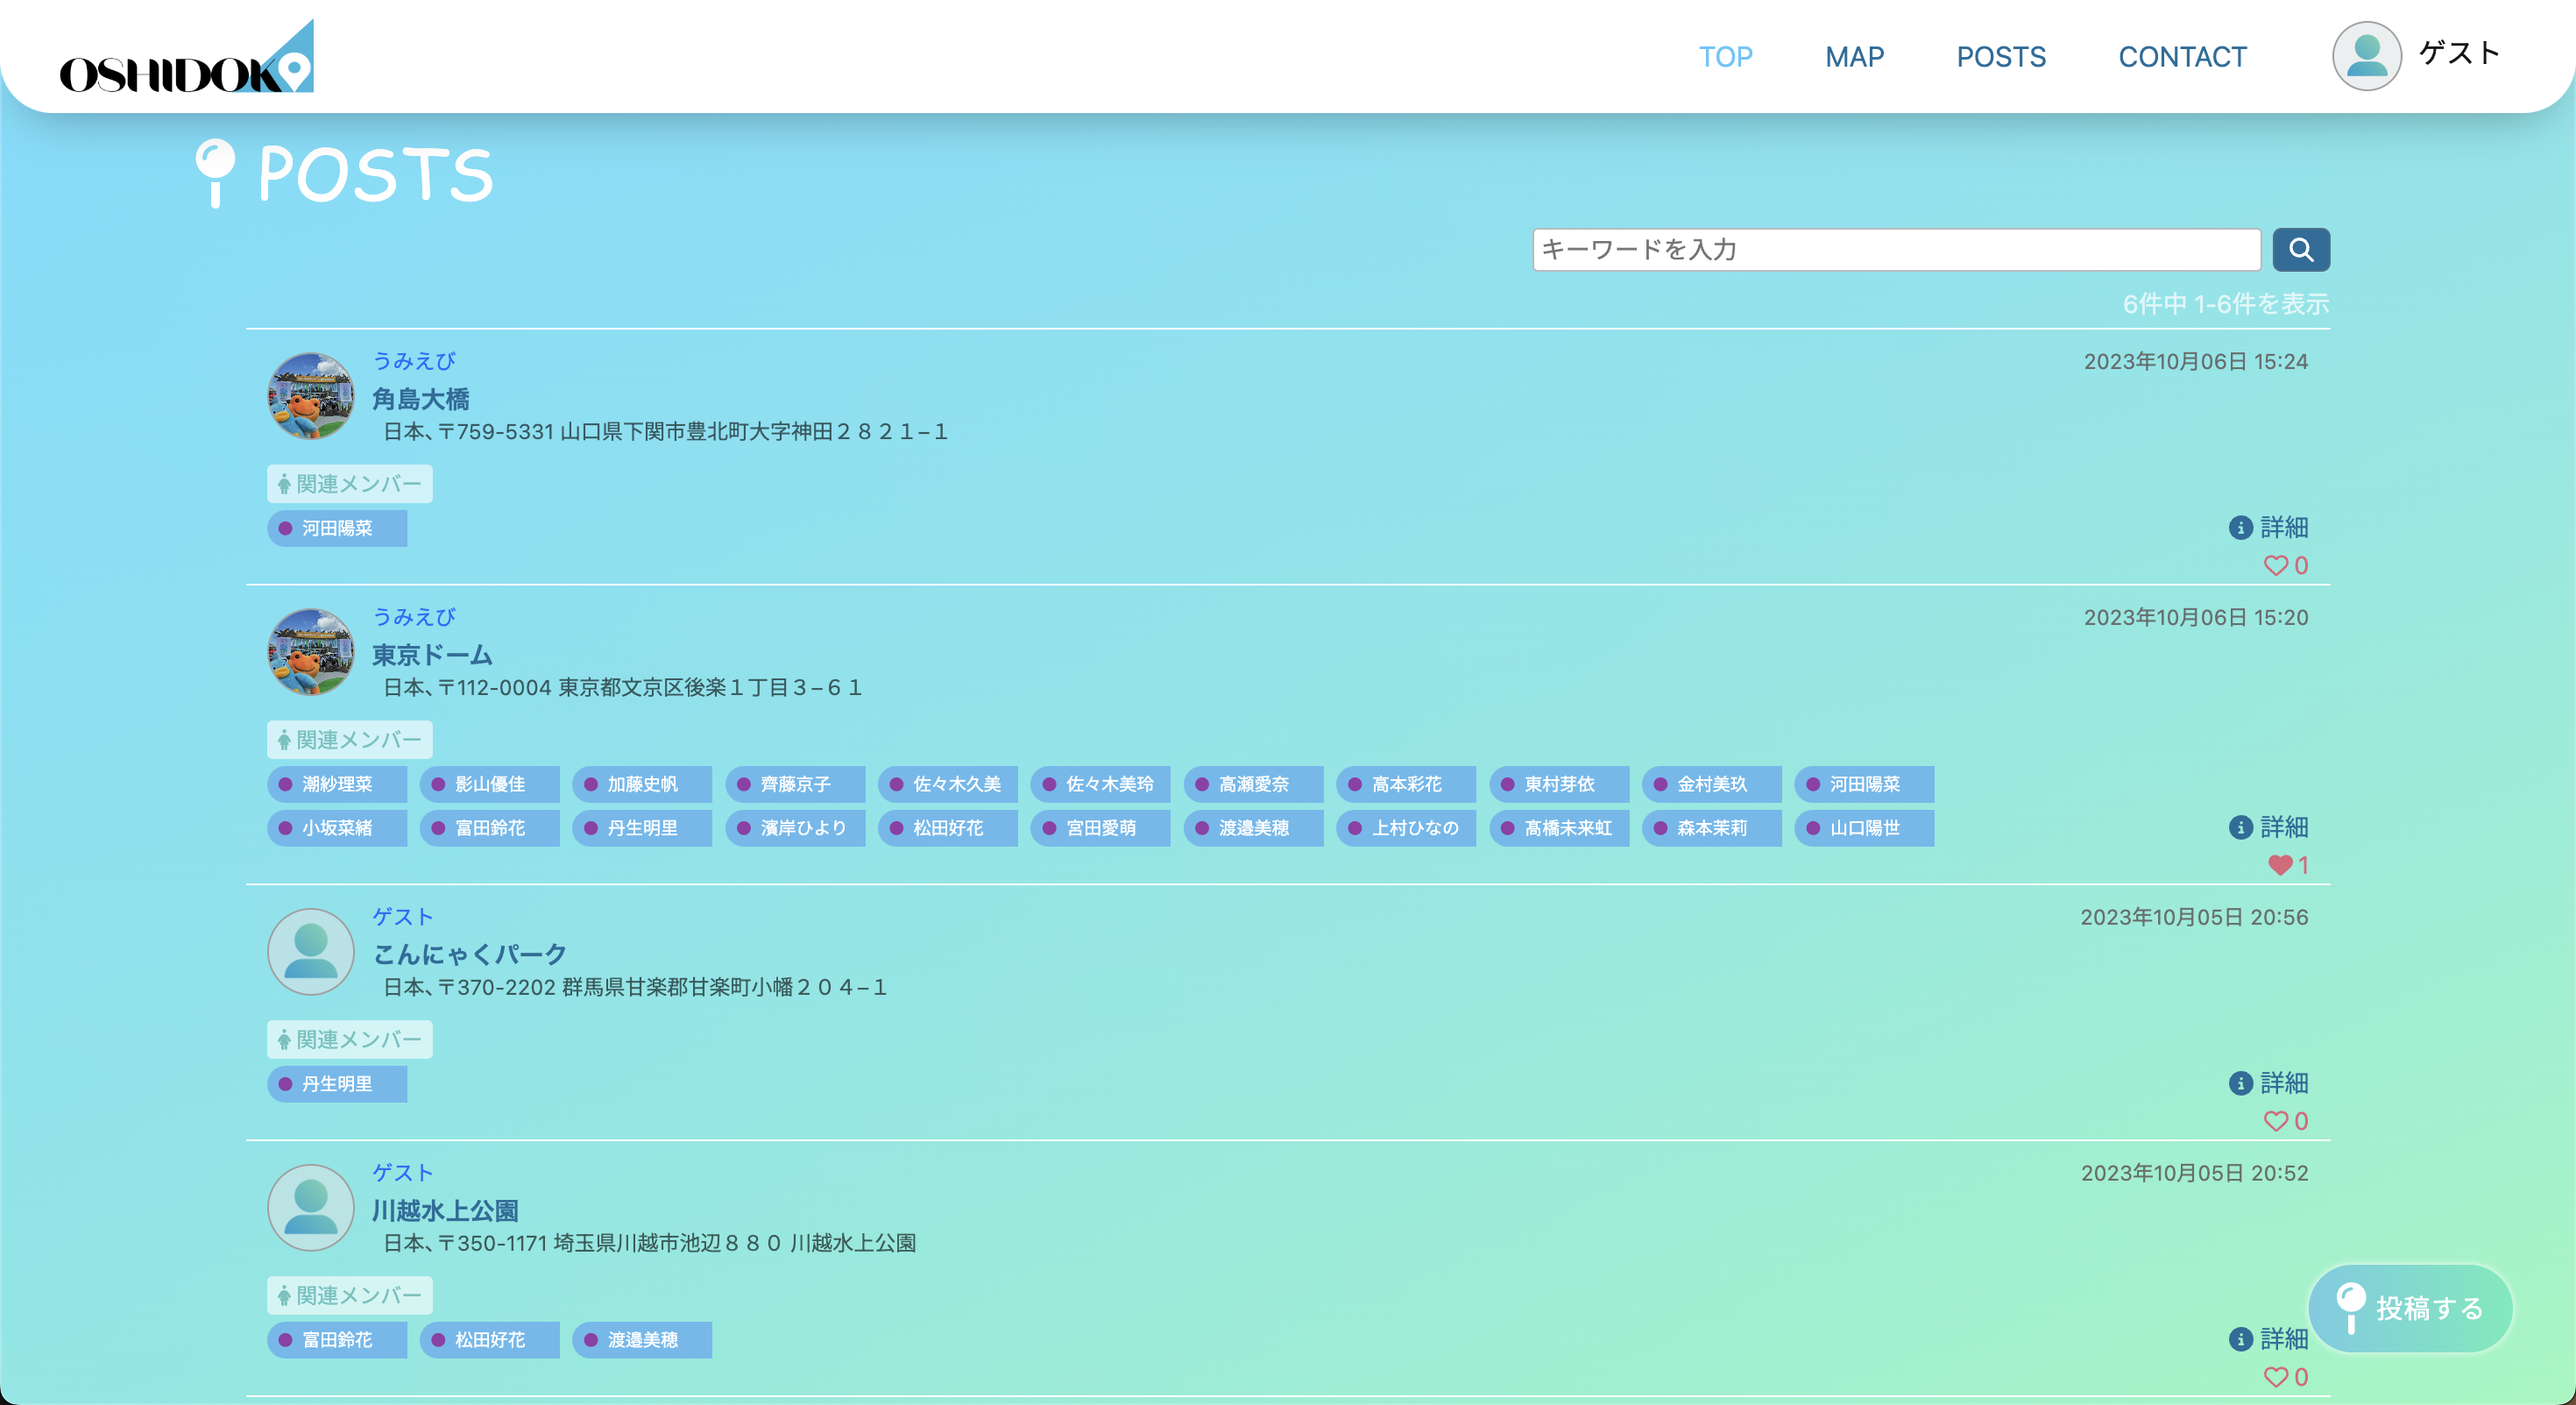 OSHIDOKO
TOP MAP POSTS CONTACT ゲスト
POSTS
キーワードを入力
6件中 1-6件を表示
うみえび 2023年10月06日 15:24
角島大橋
日本、〒759-5331 山口県下関市豊北町大字神田２８２１−１
関連メンバー
河田陽菜
詳細
0
うみえび 2023年10月06日 15:20
東京ドーム
日本、〒112-0004 東京都文京区後楽１丁目３−６１
関連メンバー
潮紗理菜 影山優佳 加藤史帆 齊藤京子 佐々木久美 佐々木美玲 高瀬愛奈 高本彩花 東村芽依 金村美玖 河田陽菜
小坂菜緒 富田鈴花 丹生明里 濱岸ひより 松田好花 宮田愛萌 渡邉美穂 上村ひなの 髙橋未来虹 森本茉莉 山口陽世
詳細
1
ゲスト 2023年10月05日 20:56
こんにゃくパーク
日本、〒370-2202 群馬県甘楽郡甘楽町小幡２０４−１
関連メンバー
丹生明里
詳細
0
ゲスト 2023年10月05日 20:52
川越水上公園
日本、〒350-1171 埼玉県川越市池辺８８０ 川越水上公園
関連メンバー
富田鈴花 松田好花 渡邉美穂
詳細
0
投稿する